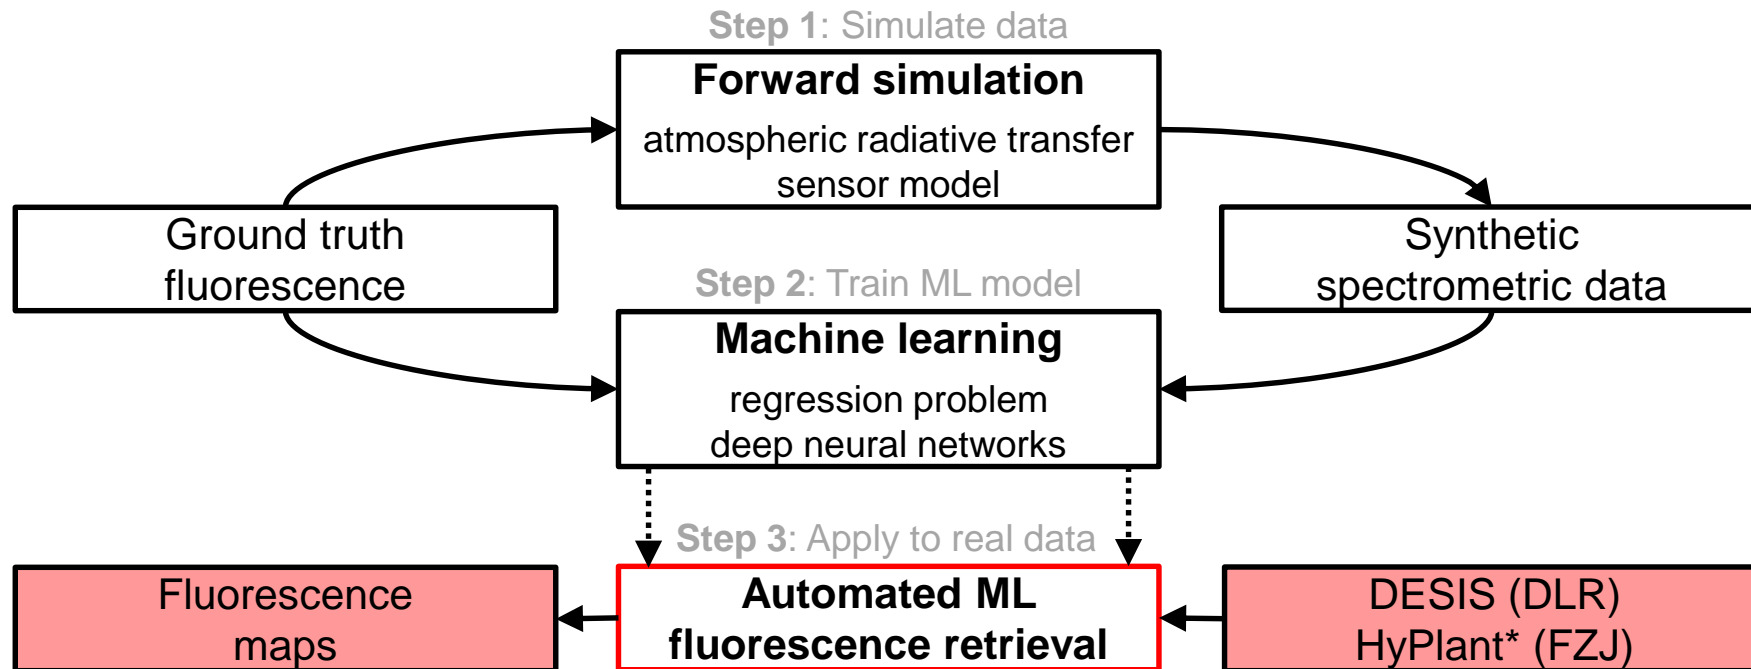 Step 1: Simulate data
Forward simulation
atmospheric radiative transfer
sensor model
Ground truth
fluorescence
Synthetic
spectrometric data
Step 2: Train ML model
Machine learning
regression problem
deep neural networks
Step 3: Apply to real data
Fluorescence
maps
Automated ML
fluorescence retrieval
DESIS (DLR)
HyPlant* (FZJ)